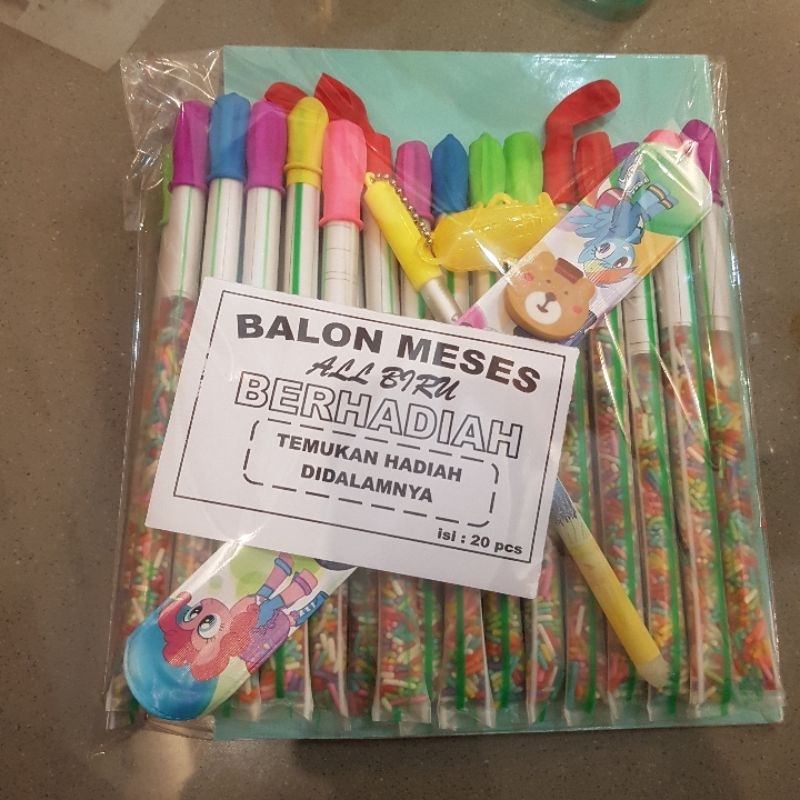 BALON MESES
ALL BIRU
BERHADIAH
TEMUKAN HADIAH
DIDALAMNYA
isi : 20 pcs